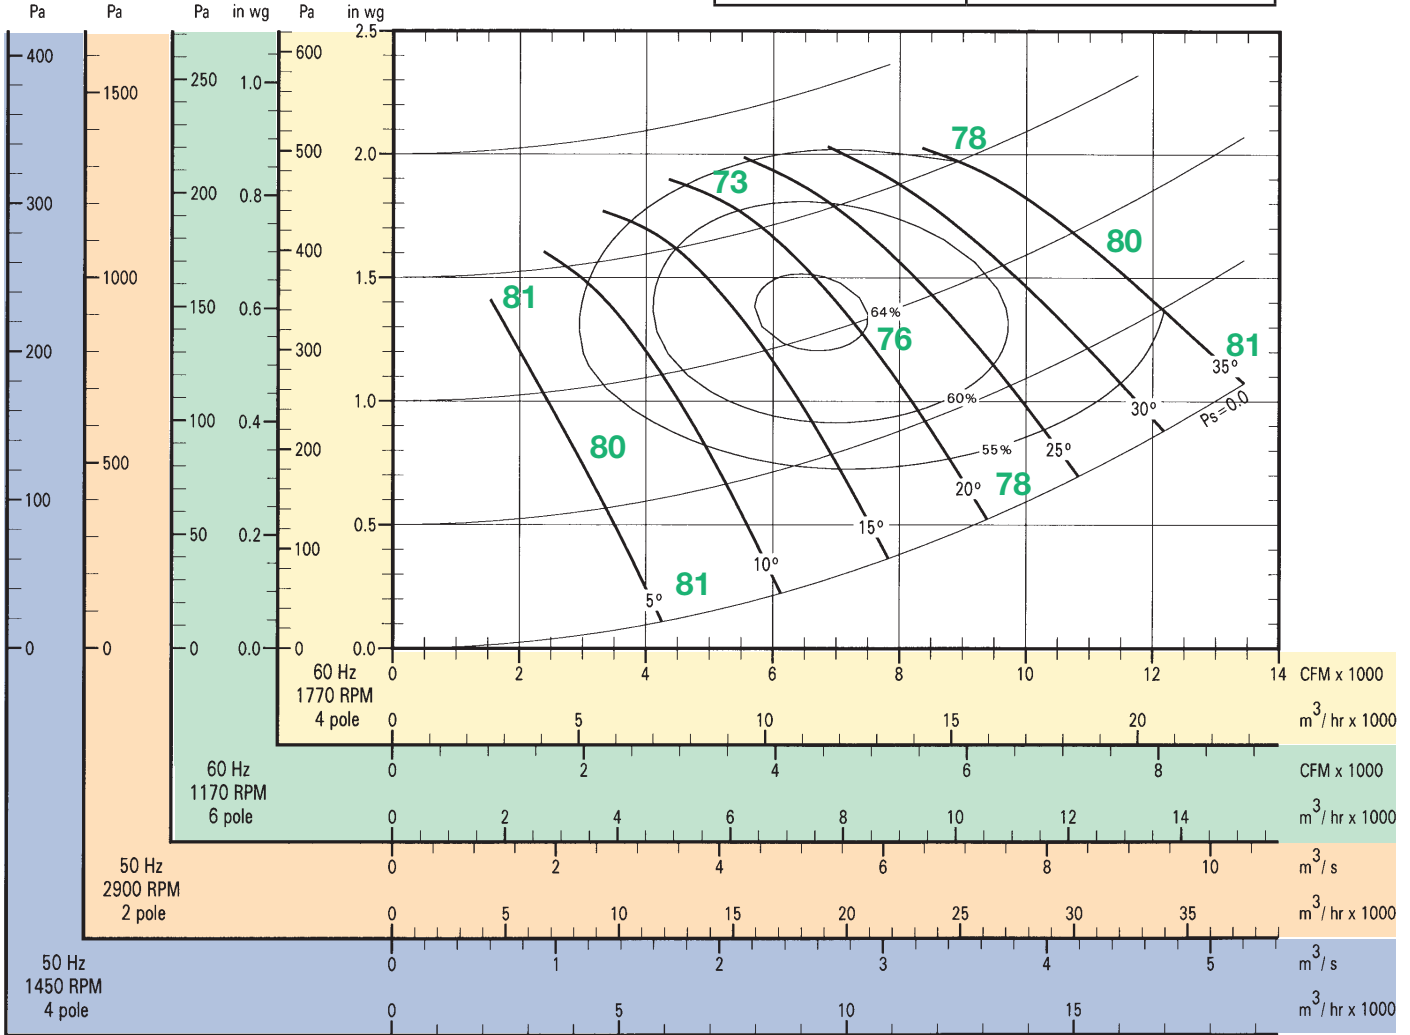 Pa Pa Pa in wg Pa in wg
400 1500 250 1.0 600 2.5
300 1000 200 0.8 500 2.0
200 500 150 0.6 400 1.5
100 0 100 0.4 300 1.0
0 50 0.2 200 0.5
0 0.0 100 0.0
0
78
73
80
81
64%
76
81
35º
60%
30º
Ps=0.0
80
55%
25º
78
20º
15º
10º
81
5º
60 Hz 0 2 4 6 8 10 12 14 CFM x 1000
1770 RPM
4 pole 0 5 10 15 20 m3/ hr x 1000
60 Hz 0 2 4 6 8 CFM x 1000
1170 RPM
6 pole 0 2 4 6 8 10 12 14 m3/ hr x 1000
50 Hz 0 2 4 6 8 10 m3/ s
2900 RPM
2 pole 0 5 10 15 20 25 30 35 m3/ hr x 1000
50 Hz 0 1 2 3 4 5 m3/ s
1450 RPM
4 pole 0 5 10 15 m3/ hr x 1000